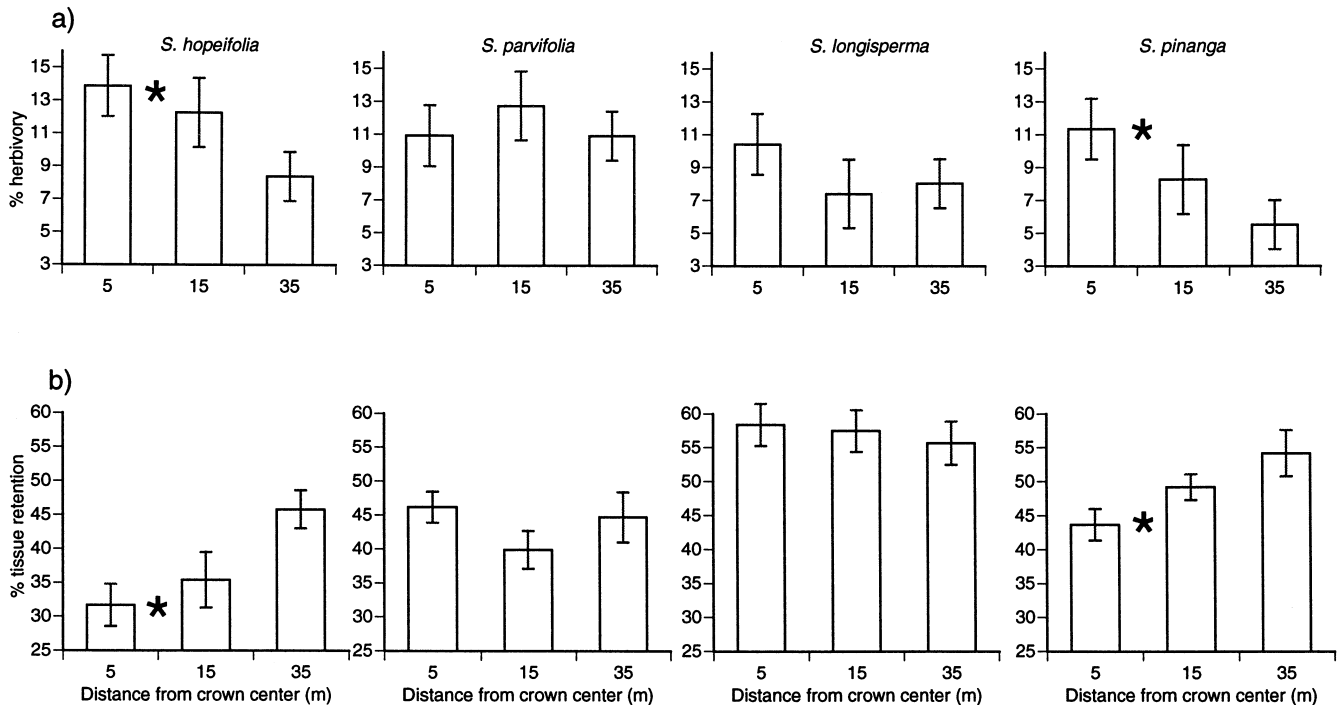 a)
S. hopeifolia S. parvifolia S. longisperma S. pinanga
% herbivory
15 13 11 9 7 5 3
15 13 11 9 7 5 3
15 13 11 9 7 5 3
15 13 11 9 7 5 3
5 15 35 5 15 35 5 15 35 5 15 35
b)
% tissue retention
60 55 50 45 40 35 30 25
60 55 50 45 40 35 30 25
60 55 50 45 40 35 30 25
60 55 50 45 40 35 30 25
5 15 35 5 15 35 5 15 35 5 15 35
Distance from crown center (m) Distance from crown center (m) Distance from crown center (m) Distance from crown center (m)